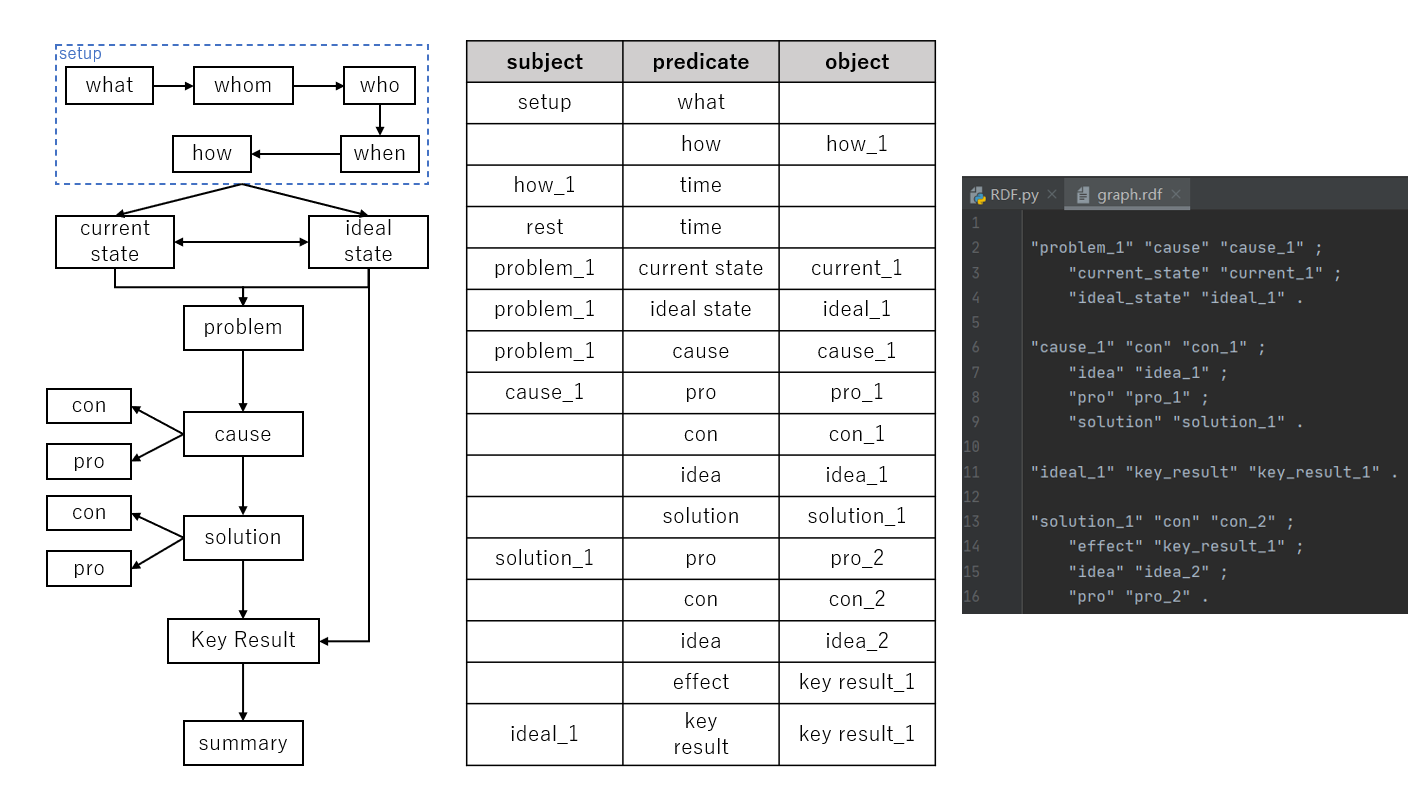 setup
what
whom
who
how
when
current
state
ideal
state
problem
con
cause
pro
con
solution
pro
Key Result
summary
subject predicate object
setup what
how how_1
how_1 time
rest time
problem_1 current state current_1
problem_1 ideal state ideal_1
problem_1 cause cause_1
cause_1 pro pro_1
con con_1
idea idea_1
solution solution_1
solution_1 pro pro_2
con con_2
idea idea_2
effect key result_1
ideal_1 key result key result_1
RDF.py × graph.rdf ×
1
2 "problem_1" "cause" "cause_1" ;
3 "current_state" "current_1" ;
4 "ideal_state" "ideal_1" .
5
6 "cause_1" "con" "con_1" ;
7 "idea" "idea_1" ;
8 "pro" "pro_1" ;
9 "solution" "solution_1" .
10
11 "ideal_1" "key_result" "key_result_1" .
12
13 "solution_1" "con" "con_2" ;
14 "effect" "key_result_1" ;
15 "idea" "idea_2" ;
16 "pro" "pro_2" .